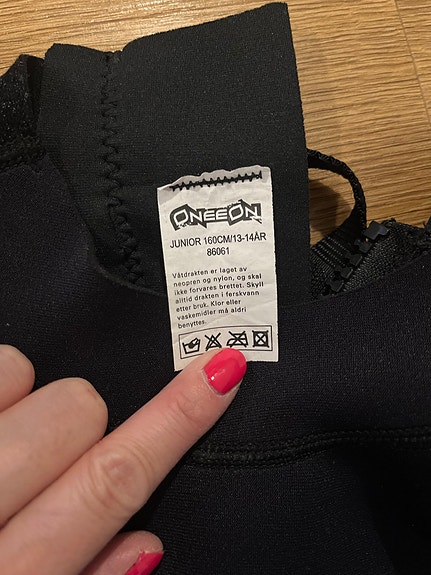 ONEEON
JUNIOR 160CM/13-14ÅR
86061
Våtdrakten er laget av
neopren og nylon, og skal
ikke forvares brettet. Skyll
alltid drakten i ferskvann
etter bruk. Klor eller
vaskemidler må aldri
benyttes.